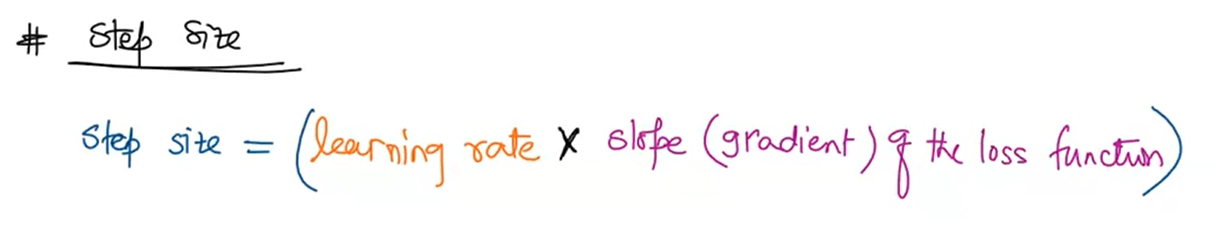 # Step Size
Step size = (learning rate X slope (gradient) of the loss function)